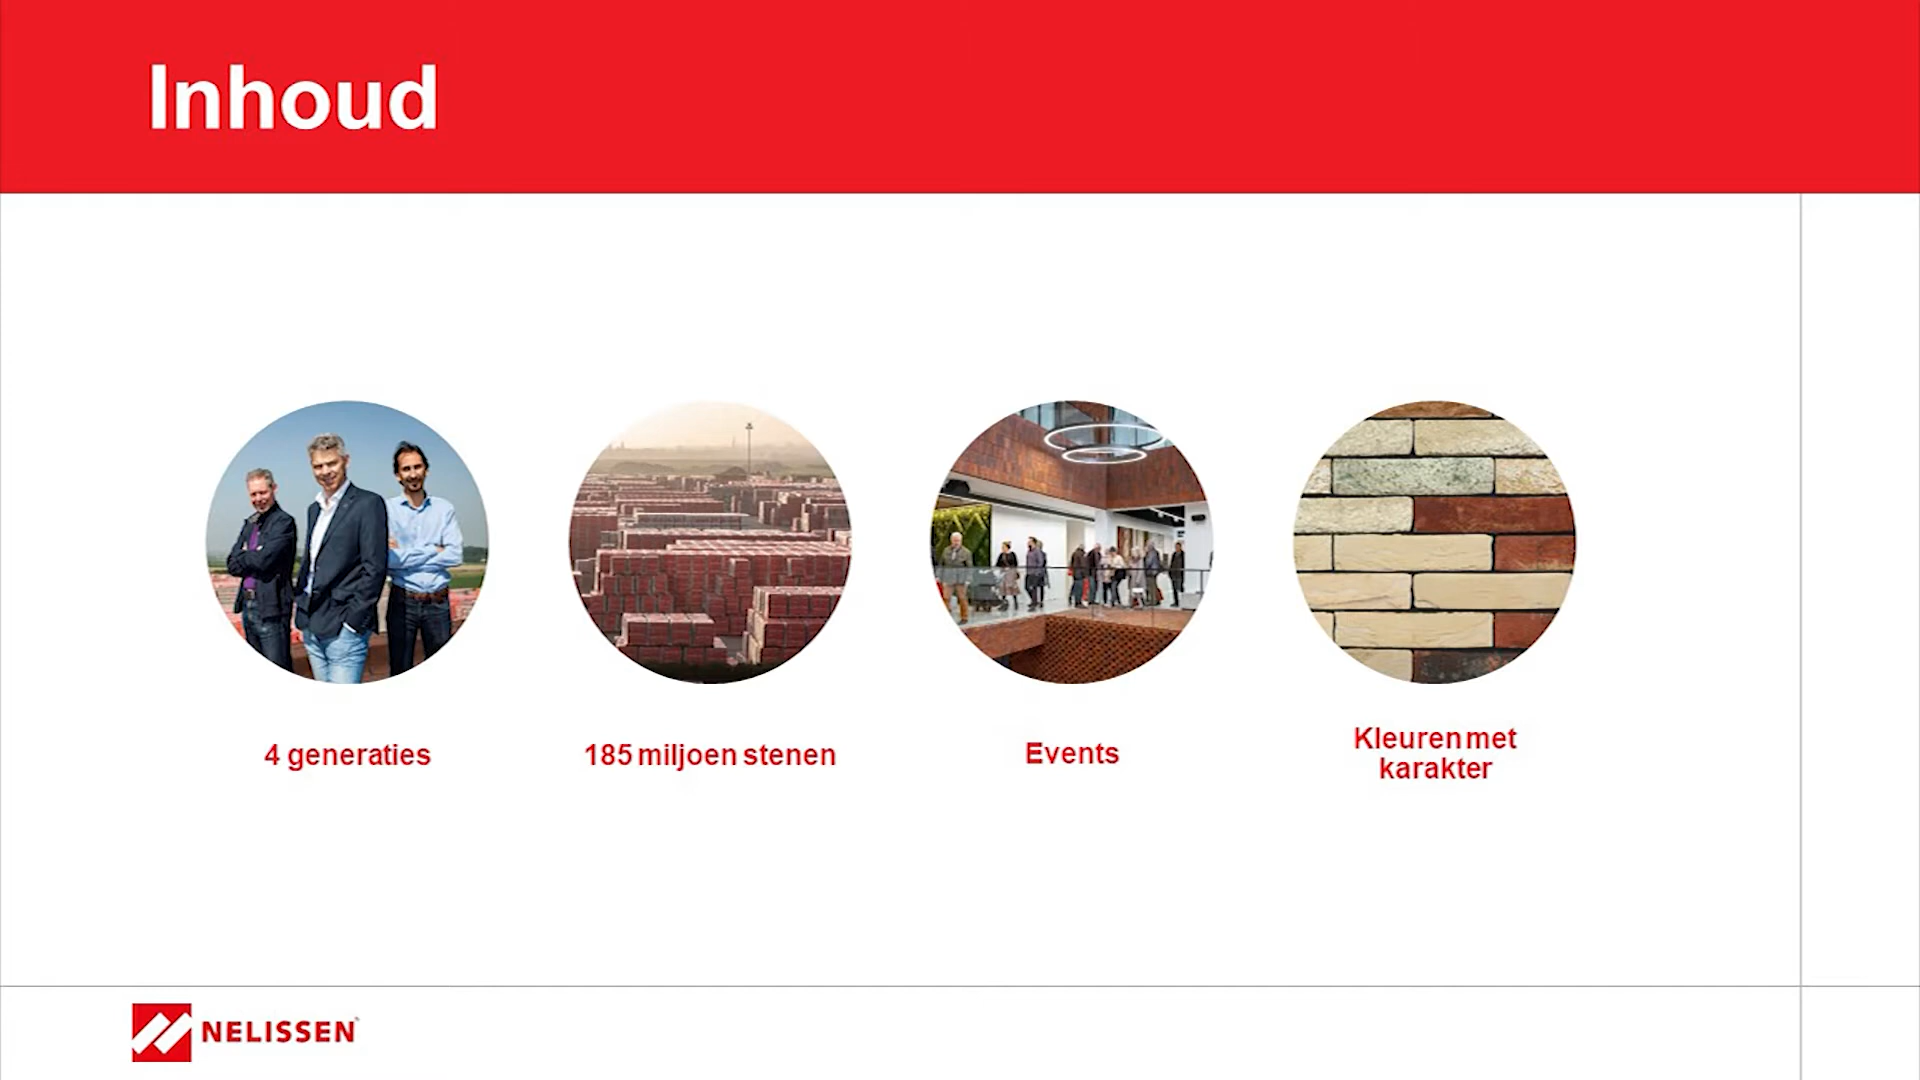 Inhoud
4 generaties
185 miljoen stenen
Events
Kleuren met
karakter
NELISSEN